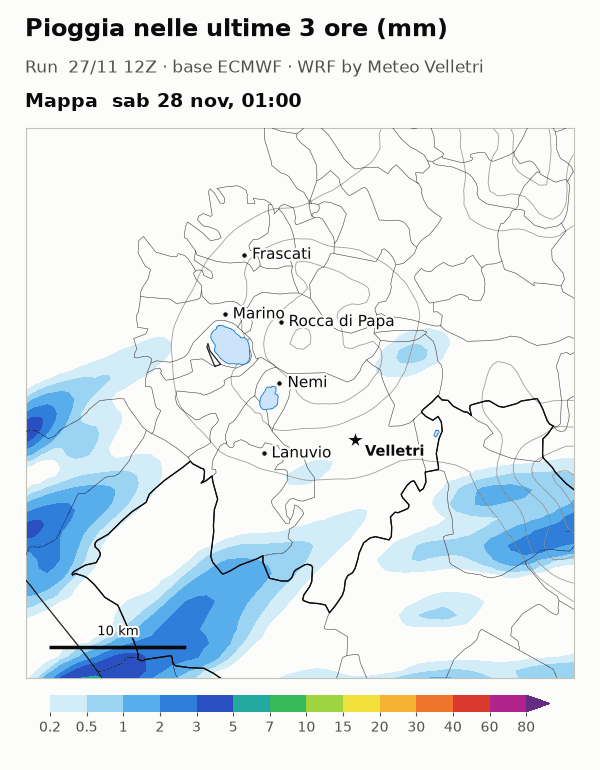 Pioggia nelle ultime 3 ore (mm)
Run  27/11 12Z · base ECMWF · WRF by Meteo Velletri
Mappa  sab 28 nov, 01:00
Frascati
Marino
Rocca di Papa
Nemi
Lanuvio
Velletri
10 km
0.2 0.5 1 2 3 5 7 10 15 20 30 40 60 80